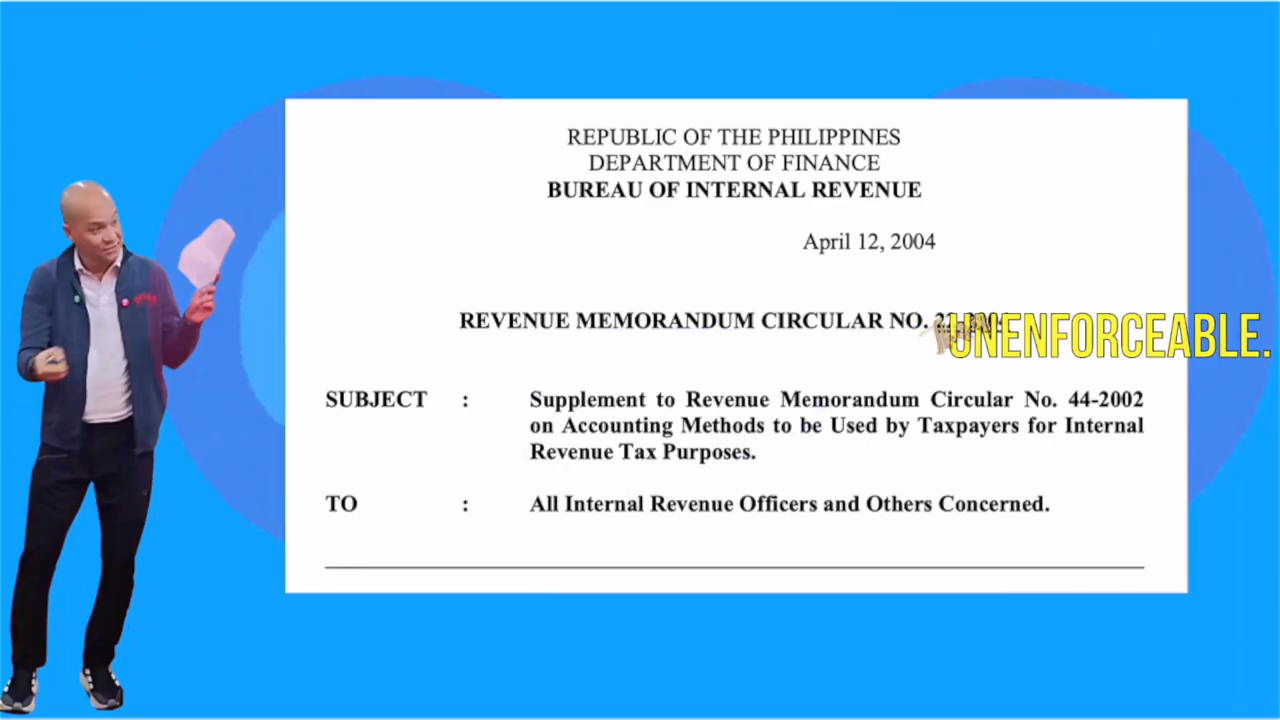 REPUBLIC OF THE PHILIPPINES
DEPARTMENT OF FINANCE
BUREAU OF INTERNAL REVENUE
April 12, 2004
REVENUE MEMORANDUM CIRCULAR NO.
UNENFORCEABLE.
SUBJECT : Supplement to Revenue Memorandum Circular No. 44-2002
on Accounting Methods to be Used by Taxpayers for Internal
Revenue Tax Purposes.
TO : All Internal Revenue Officers and Others Concerned.